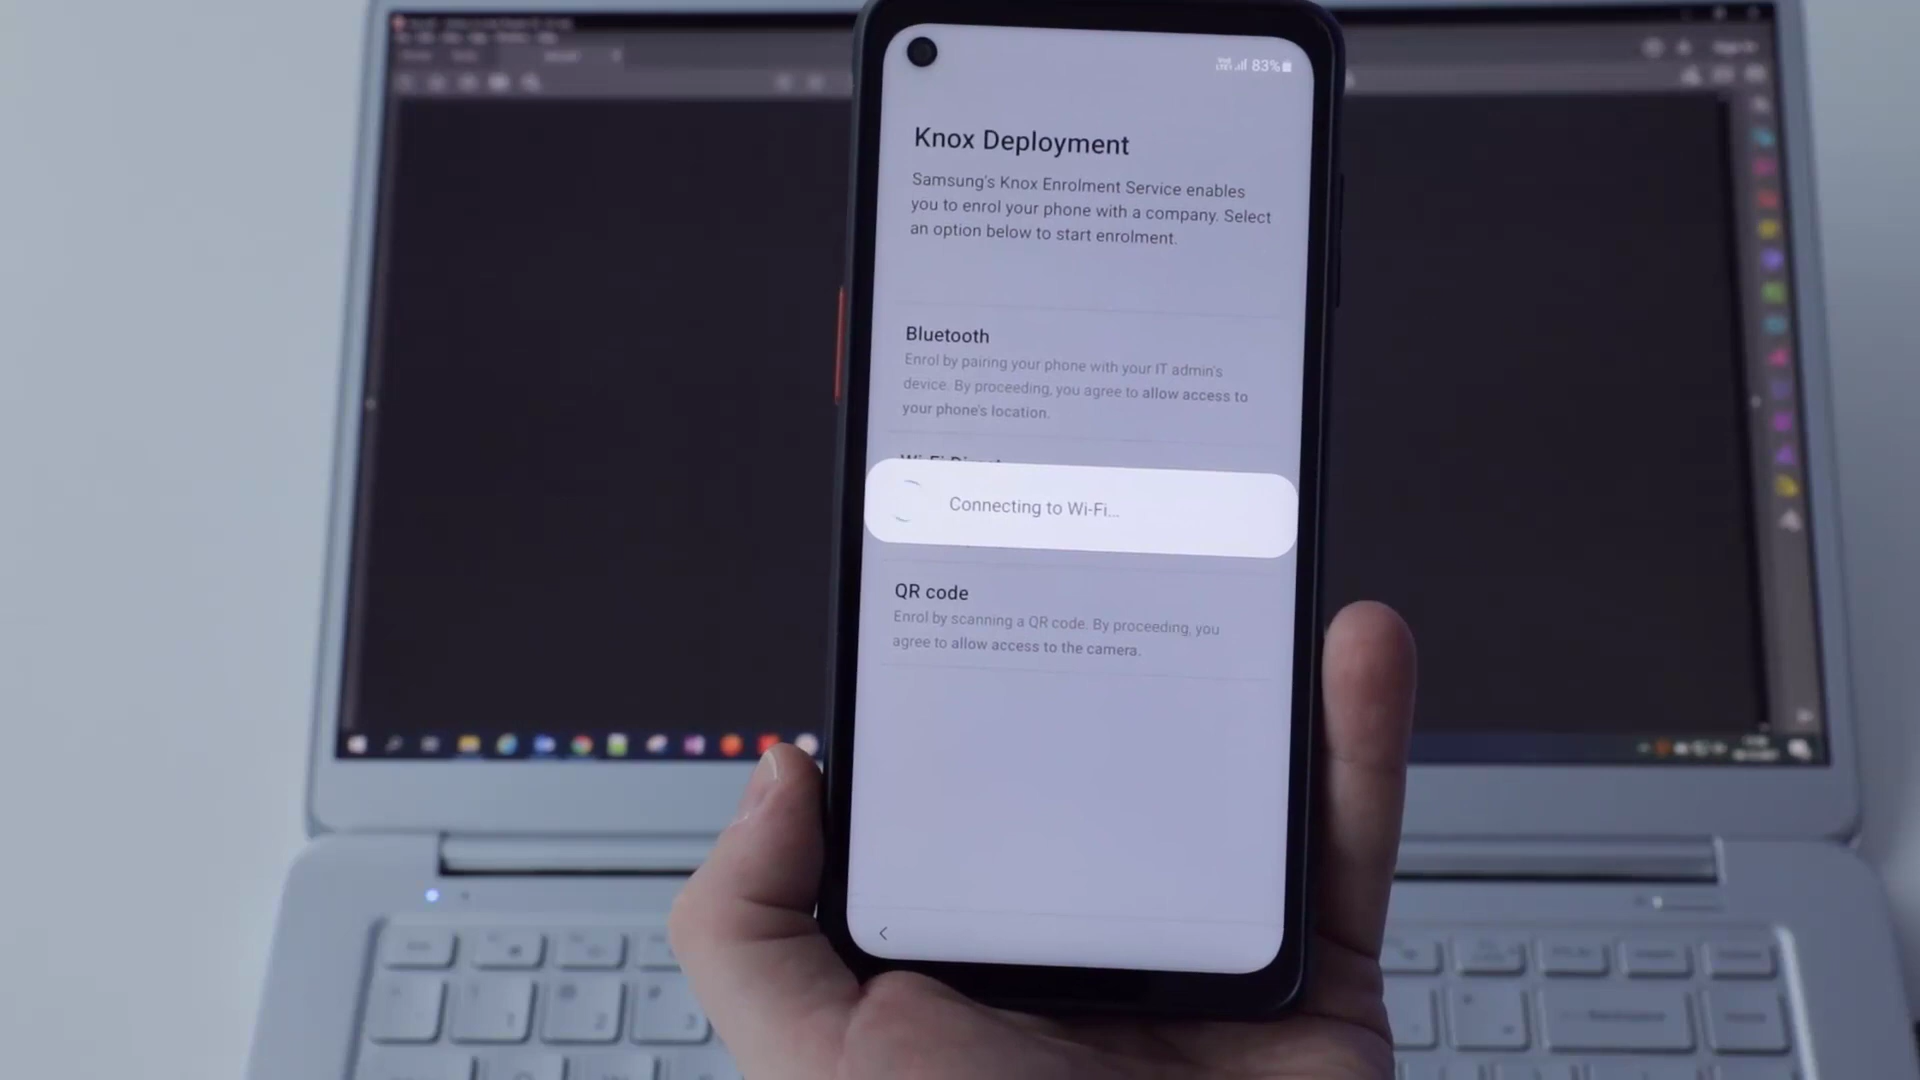 83%
Knox Deployment
Samsung's Knox Enrolment Service enables
you to enrol your phone with a company. Select
an option below to start enrolment.
Bluetooth
Enrol by pairing your phone with your IT admin's
device. By proceeding, you agree to allow access to
your phone's location.
Wi-Fi Direct
Connecting to Wi-Fi...
QR code
Enrol by scanning a QR code. By proceeding, you
agree to allow access to the camera.